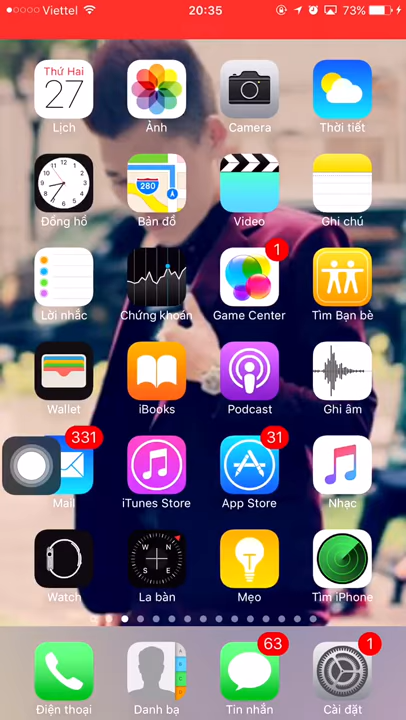 Viettel 20:35 73%
Thứ Hai
27
Lịch Ảnh Camera Thời tiết
280
Đồng hồ Bản đồ Video Ghi chú
1
Lời nhắc Chứng khoán Game Center Tìm Bạn bè
Wallet iBooks Podcast Ghi âm
331 31
Mail iTunes Store App Store Nhạc
N
W E
S
Watch La bàn Mẹo Tìm iPhone
63 1
Điện thoại Danh bạ Tin nhắn Cài đặt